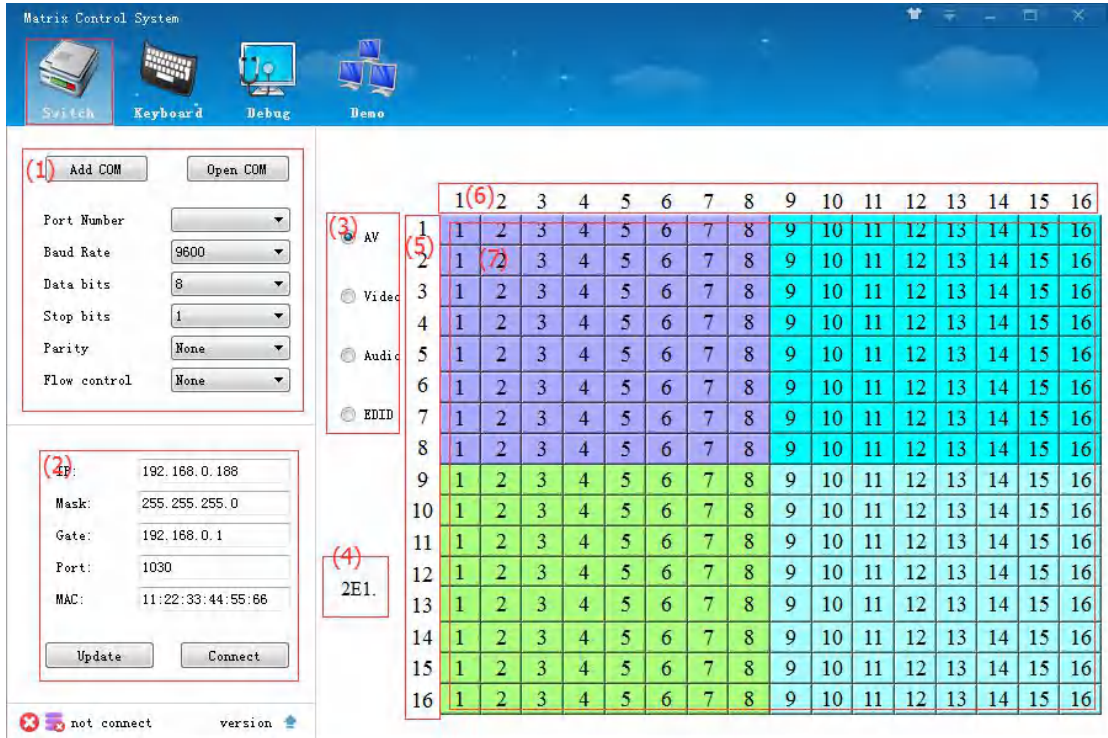 Matrix Control System
Switch Keyboard Debug Demo
(1) Add COM Open COM
Port Number
Baud Rate 9600
Data bits 8
Stop bits 1
Parity None
Flow control None
(2) IP: 192.168.0.188
Mask: 255.255.255.0
Gate: 192.168.0.1
Port: 1030
MAC: 11:22:33:44:55:66
Update Connect
not connect version
(3) AV
Video
Audio
EDID
(4)
2E1.
(5)
(6)
(7)
1 2 3 4 5 6 7 8 9 10 11 12 13 14 15 16
1 1 2 3 4 5 6 7 8 9 10 11 12 13 14 15 16
2 1 2 3 4 5 6 7 8 9 10 11 12 13 14 15 16
3 1 2 3 4 5 6 7 8 9 10 11 12 13 14 15 16
4 1 2 3 4 5 6 7 8 9 10 11 12 13 14 15 16
5 1 2 3 4 5 6 7 8 9 10 11 12 13 14 15 16
6 1 2 3 4 5 6 7 8 9 10 11 12 13 14 15 16
7 1 2 3 4 5 6 7 8 9 10 11 12 13 14 15 16
8 1 2 3 4 5 6 7 8 9 10 11 12 13 14 15 16
9 1 2 3 4 5 6 7 8 9 10 11 12 13 14 15 16
10 1 2 3 4 5 6 7 8 9 10 11 12 13 14 15 16
11 1 2 3 4 5 6 7 8 9 10 11 12 13 14 15 16
12 1 2 3 4 5 6 7 8 9 10 11 12 13 14 15 16
13 1 2 3 4 5 6 7 8 9 10 11 12 13 14 15 16
14 1 2 3 4 5 6 7 8 9 10 11 12 13 14 15 16
15 1 2 3 4 5 6 7 8 9 10 11 12 13 14 15 16
16 1 2 3 4 5 6 7 8 9 10 11 12 13 14 15 16